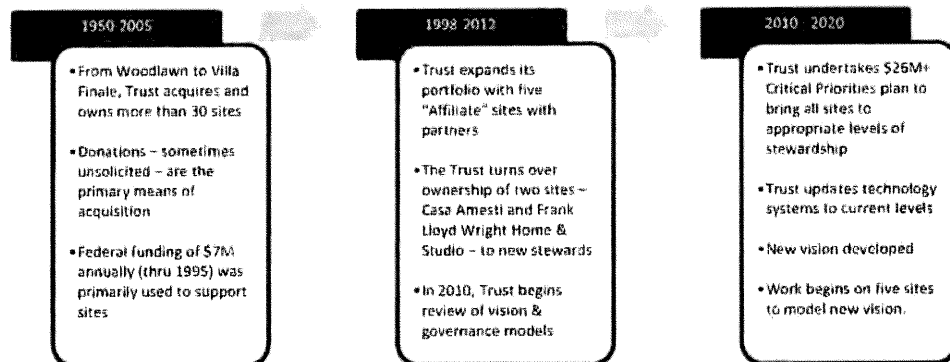 1950-2005
• From Woodlawn to Villa
Finale, Trust acquires and
owns more than 30 sites
• Donations – sometimes
unsolicited – are the
primary means of
acquisition
• Federal funding of $7M
annually (thru 1995) was
primarily used to support
sites
1998-2012
• Trust expands its
portfolio with five
"Affiliate" sites with
partners
• The Trust turns over
ownership of two sites –
Casa Amesti and Frank
Lloyd Wright Home &
Studio – to new stewards
• In 2010, Trust begins
review of vision &
governance models
2010 - 2020
• Trust undertakes $26M+
Critical Priorities plan to
bring all sites to
appropriate levels of
stewardship
• Trust updates technology
systems to current levels
• New vision developed
• Work begins on five sites
to model new vision.